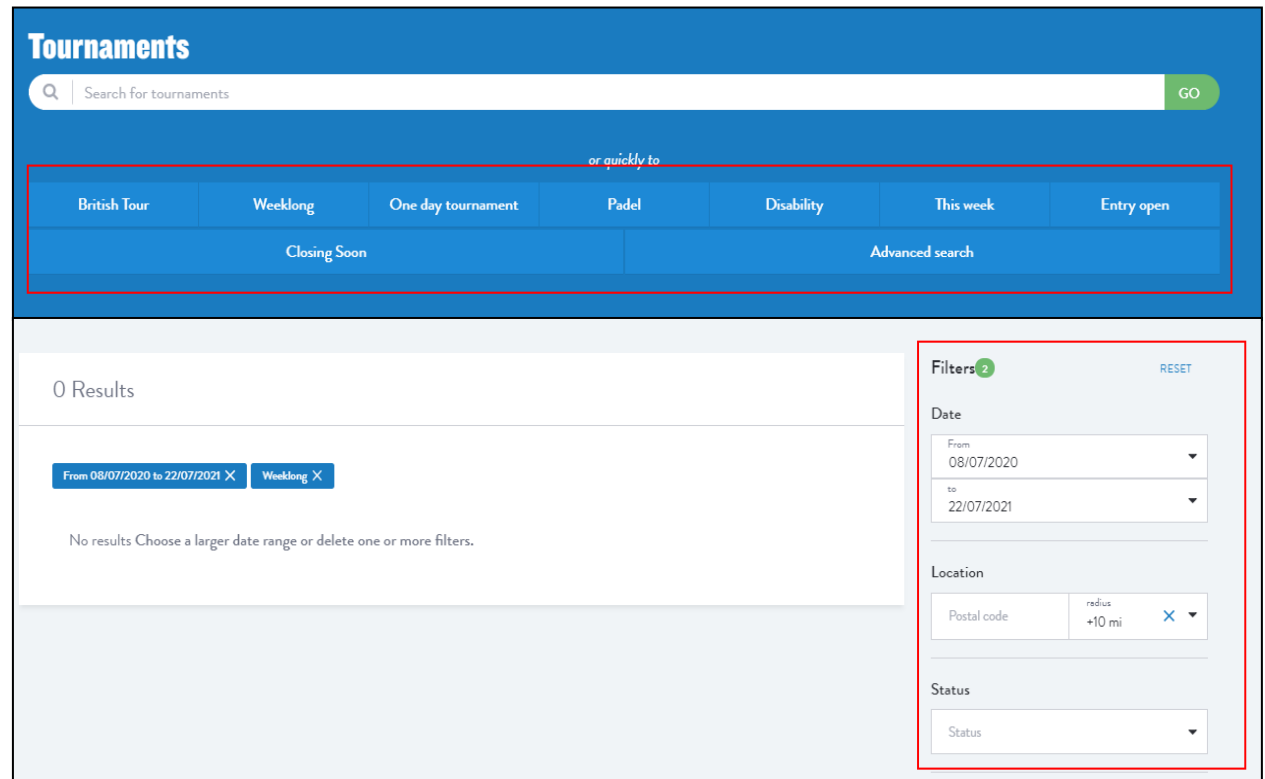 Tournaments
Search for tournaments
GO
or quickly to
British Tour Weeklong One day tournament Padel Disability This week Entry open
Closing Soon Advanced search
0 Results
From 08/07/2020 to 22/07/2021 X Weeklong X
No results Choose a larger date range or delete one or more filters.
Filters 2 RESET
Date
From
08/07/2020
to
22/07/2021
Location
Postal code
radius
+10 mi
Status
Status